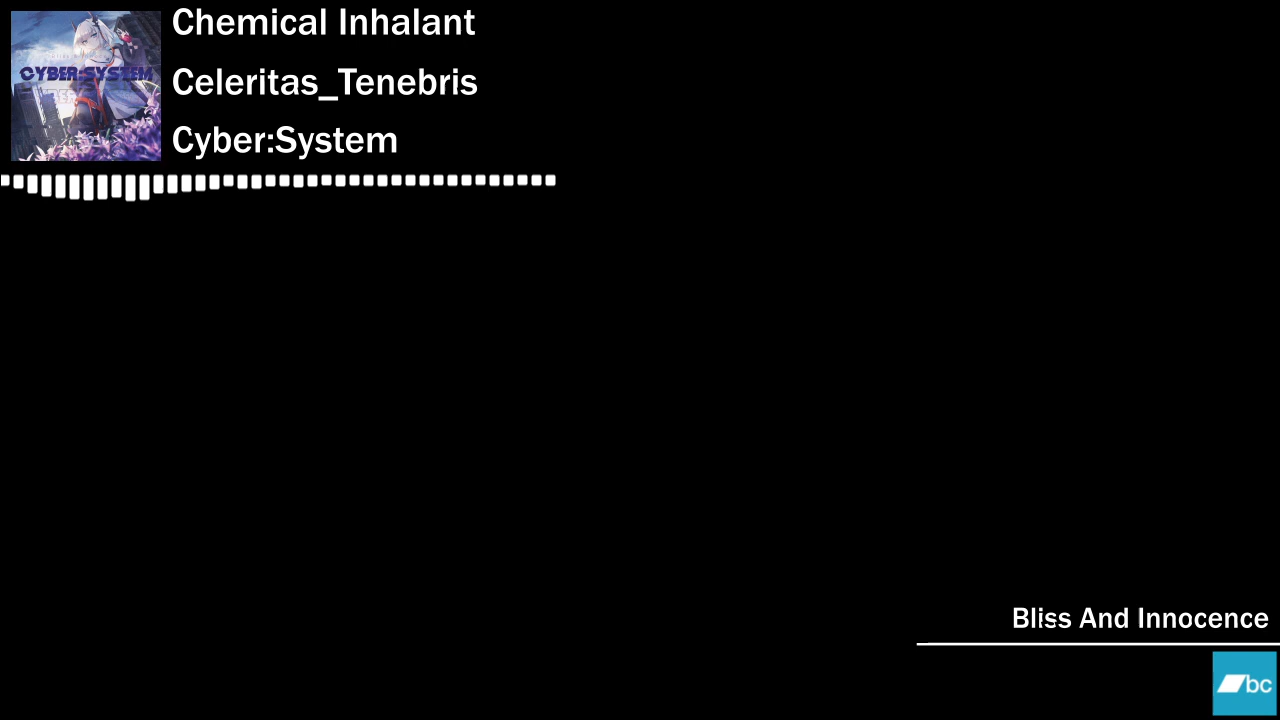 Chemical Inhalant
Celeritas_Tenebris
Cyber:System
CYBER:SYSTEM
Bliss And Innocence
bc